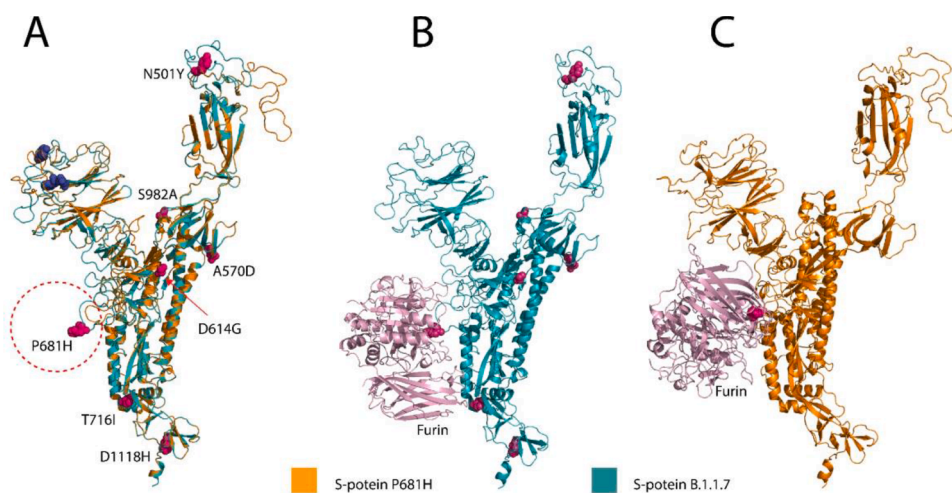 A
B
C
N501Y
S982A
A570D
D614G
P681H
T716I
D1118H
Furin
Furin
S-potein P681H
S-potein B.1.1.7